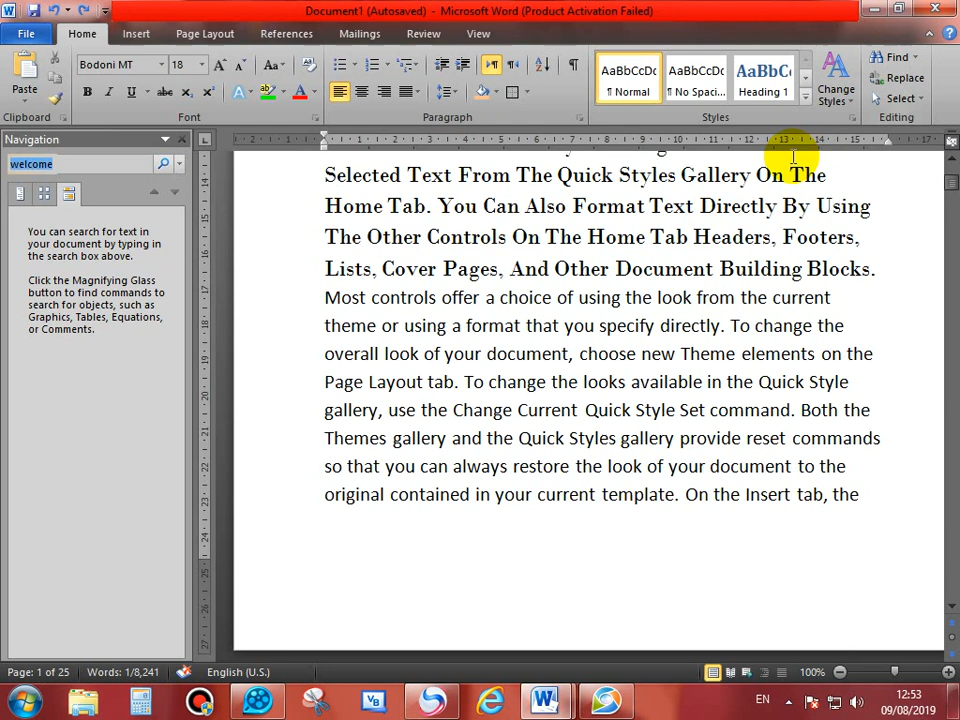 Document1 (Autosaved) - Microsoft Word (Product Activation Failed)
File Home Insert Page Layout References Mailings Review View
Paste
Bodoni MT 18
AaBbCcDc AaBbCcDc AaBbC
¶ Normal ¶ No Spaci... Heading 1
Change Styles
Find
Replace
Select
Clipboard Font Paragraph Styles Editing
Navigation
welcome
You can search for text in
your document by typing in
the search box above.
Click the Magnifying Glass
button to find commands to
search for objects, such as
Graphics, Tables, Equations,
or Comments.
Selected Text From The Quick Styles Gallery On The
Home Tab. You Can Also Format Text Directly By Using
The Other Controls On The Home Tab Headers, Footers,
Lists, Cover Pages, And Other Document Building Blocks.
Most controls offer a choice of using the look from the current
theme or using a format that you specify directly. To change the
overall look of your document, choose new Theme elements on the
Page Layout tab. To change the looks available in the Quick Style
gallery, use the Change Current Quick Style Set command. Both the
Themes gallery and the Quick Styles gallery provide reset commands
so that you can always restore the look of your document to the
original contained in your current template. On the Insert tab, the
Page: 1 of 25 Words: 1/8,241 English (U.S.) 100%
EN 12:53
09/08/2019